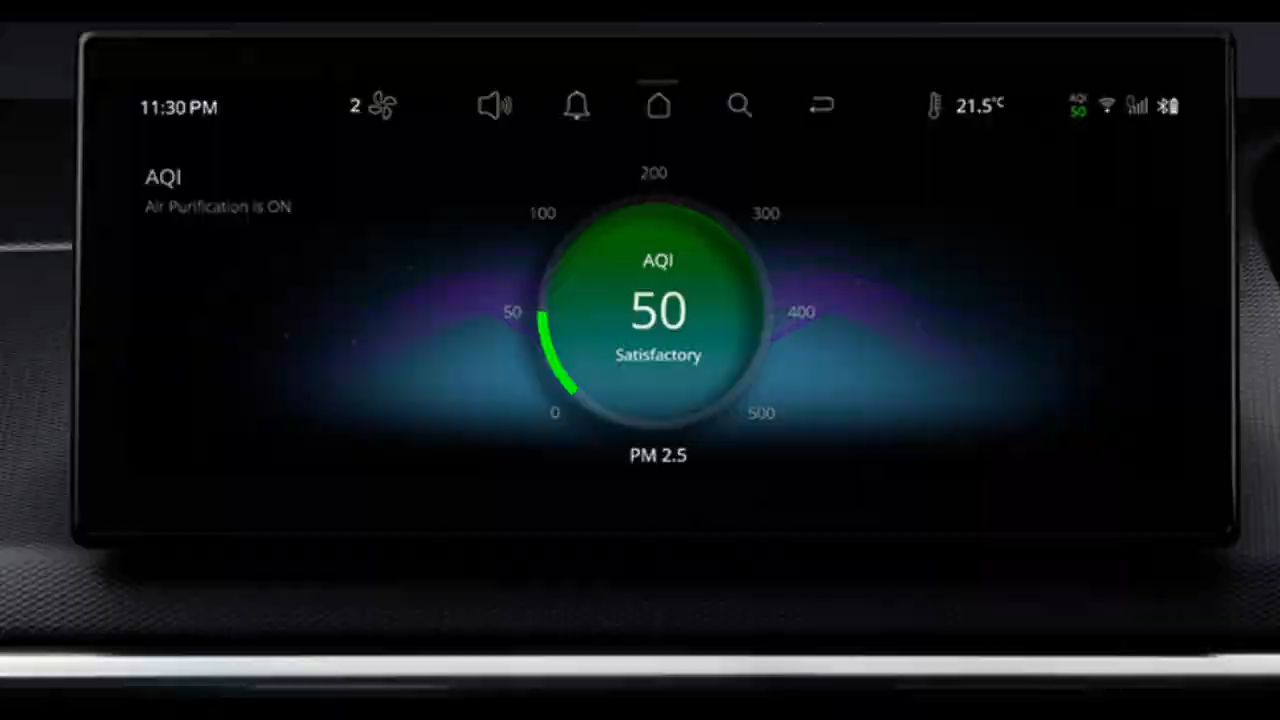 11:30 PM
2
21.5°C
AQI
50
AQI
Air Purification is ON
200
100
300
AQI
50
400
50
Satisfactory
0
500
PM 2.5